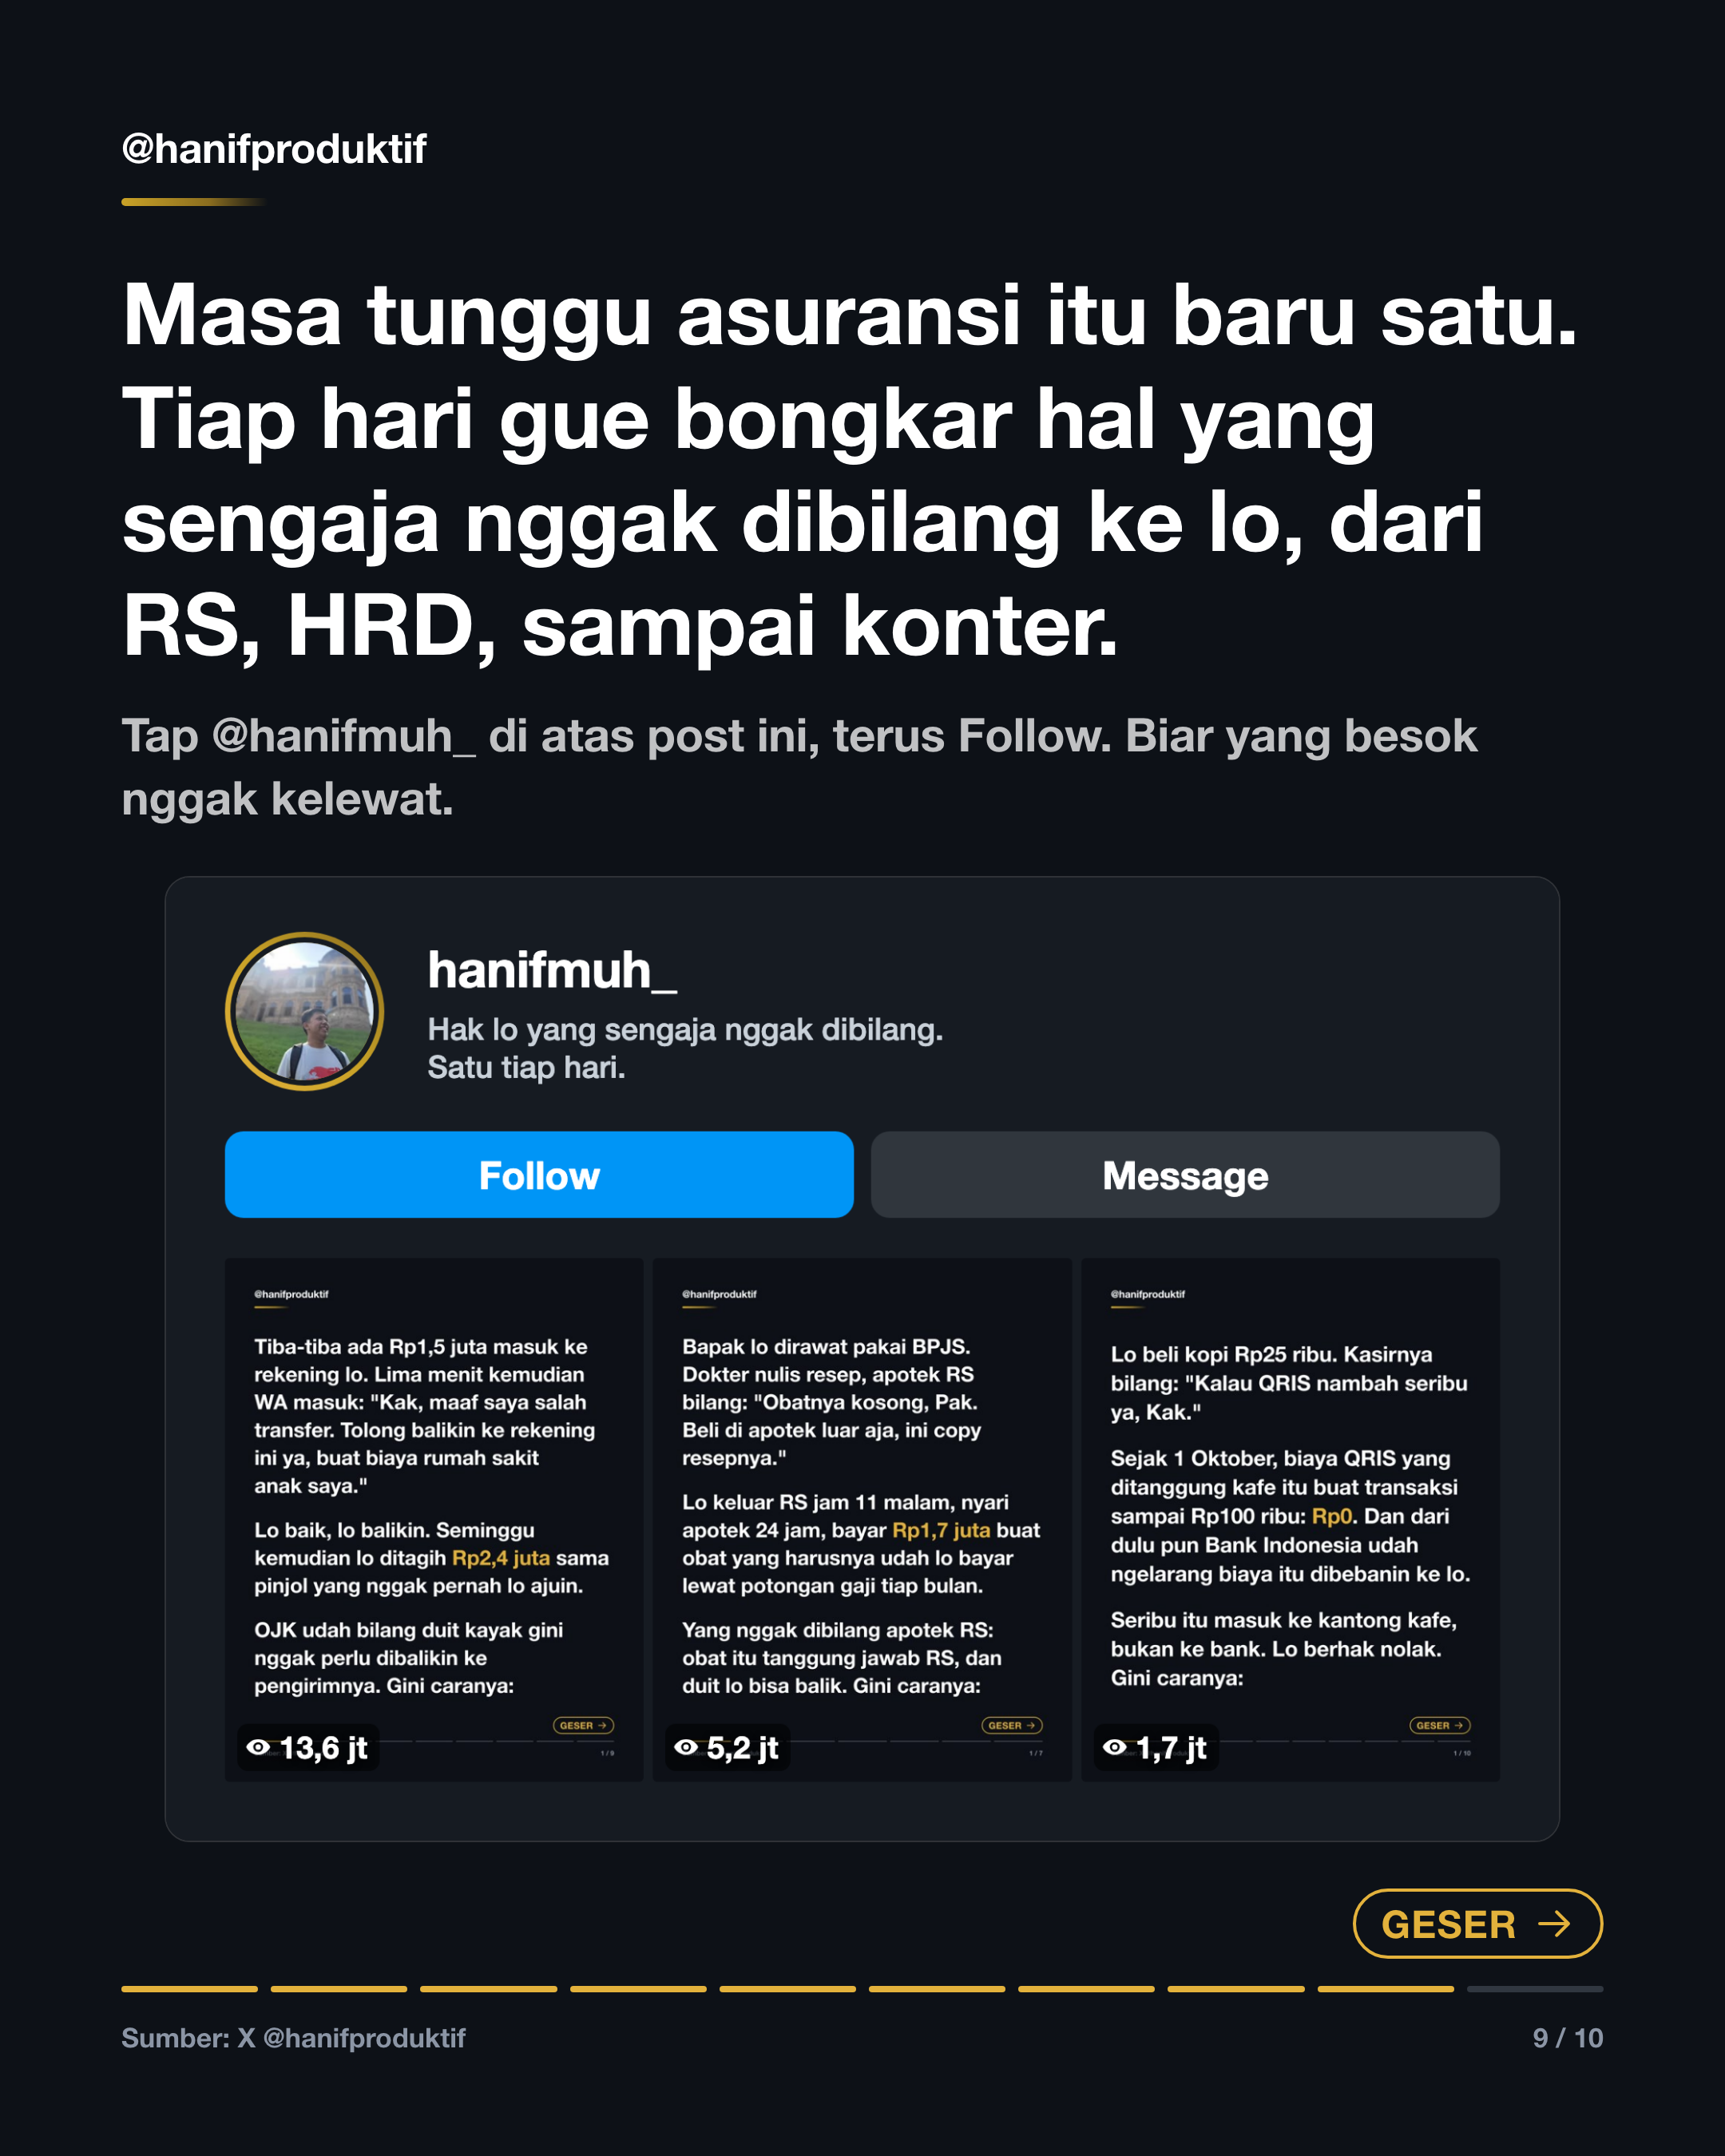 @hanifproduktif
Masa tunggu asuransi itu baru satu.
Tiap hari gue bongkar hal yang
sengaja nggak dibilang ke lo, dari
RS, HRD, sampai konter.
Tap @hanifmuh_ di atas post ini, terus Follow. Biar yang besok
nggak kelewat.
hanifmuh_
Hak lo yang sengaja nggak dibilang.
Satu tiap hari.
Follow
Message
@hanifproduktif
Tiba-tiba ada Rp1,5 juta masuk ke
rekening lo. Lima menit kemudian
WA masuk: "Kak, maaf saya salah
transfer. Tolong balikin ke rekening
ini ya, buat biaya rumah sakit
anak saya."
Lo baik, lo balikin. Seminggu
kemudian lo ditagih Rp2,4 juta sama
pinjol yang nggak pernah lo ajuin.
OJK udah bilang duit kayak gini
nggak perlu dibalikin ke
pengirimnya. Gini caranya:
GESER →
13,6 jt
1 / 8
@hanifproduktif
Bapak lo dirawat pakai BPJS.
Dokter nulis resep, apotek RS
bilang: "Obatnya kosong, Pak.
Beli di apotek luar aja, ini copy
resepnya."
Lo keluar RS jam 11 malam, nyari
apotek 24 jam, bayar Rp1,7 juta buat
obat yang harusnya udah lo bayar
lewat potongan gaji tiap bulan.
Yang nggak dibilang apotek RS:
obat itu tanggung jawab RS, dan
duit lo bisa balik. Gini caranya:
GESER →
5,2 jt
1 / 7
@hanifproduktif
Lo beli kopi Rp25 ribu. Kasirnya
bilang: "Kalau QRIS nambah seribu
ya, Kak."
Sejak 1 Oktober, biaya QRIS yang
ditanggung kafe itu buat transaksi
sampai Rp100 ribu: Rp0. Dan dari
dulu pun Bank Indonesia udah
ngelarang biaya itu dibebanin ke lo.
Seribu itu masuk ke kantong kafe,
bukan ke bank. Lo berhak nolak.
Gini caranya:
GESER →
1,7 jt
1 / 10
GESER →
Sumber: X @hanifproduktif
9 / 10